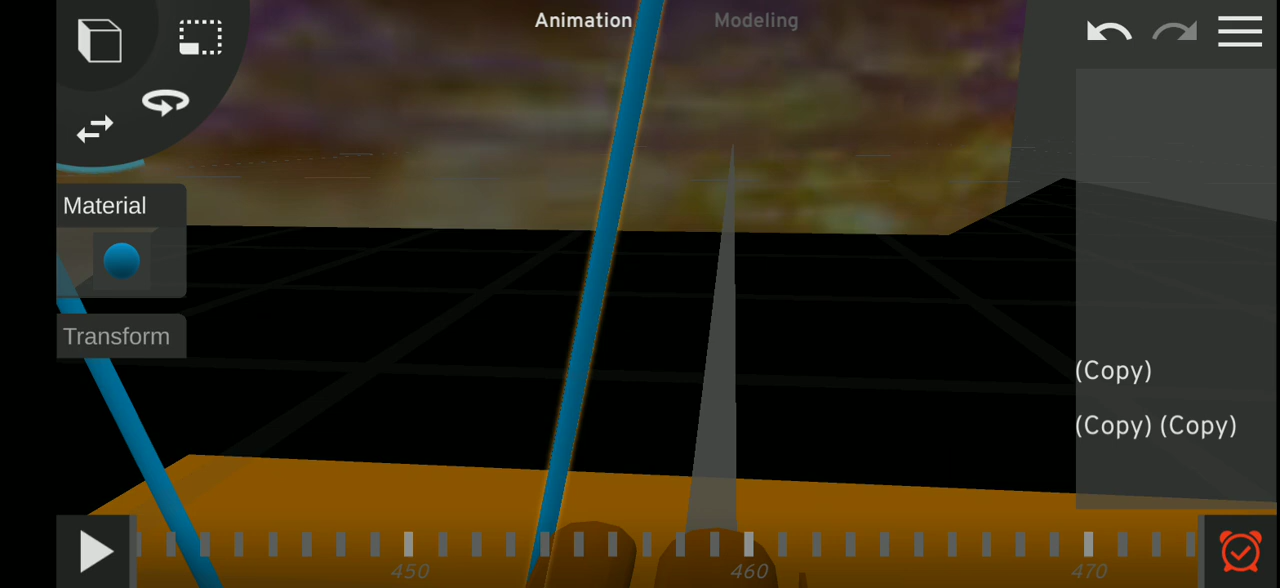 Animation Modeling
Material
Transform
(Copy)
(Copy) (Copy)
450 460 470